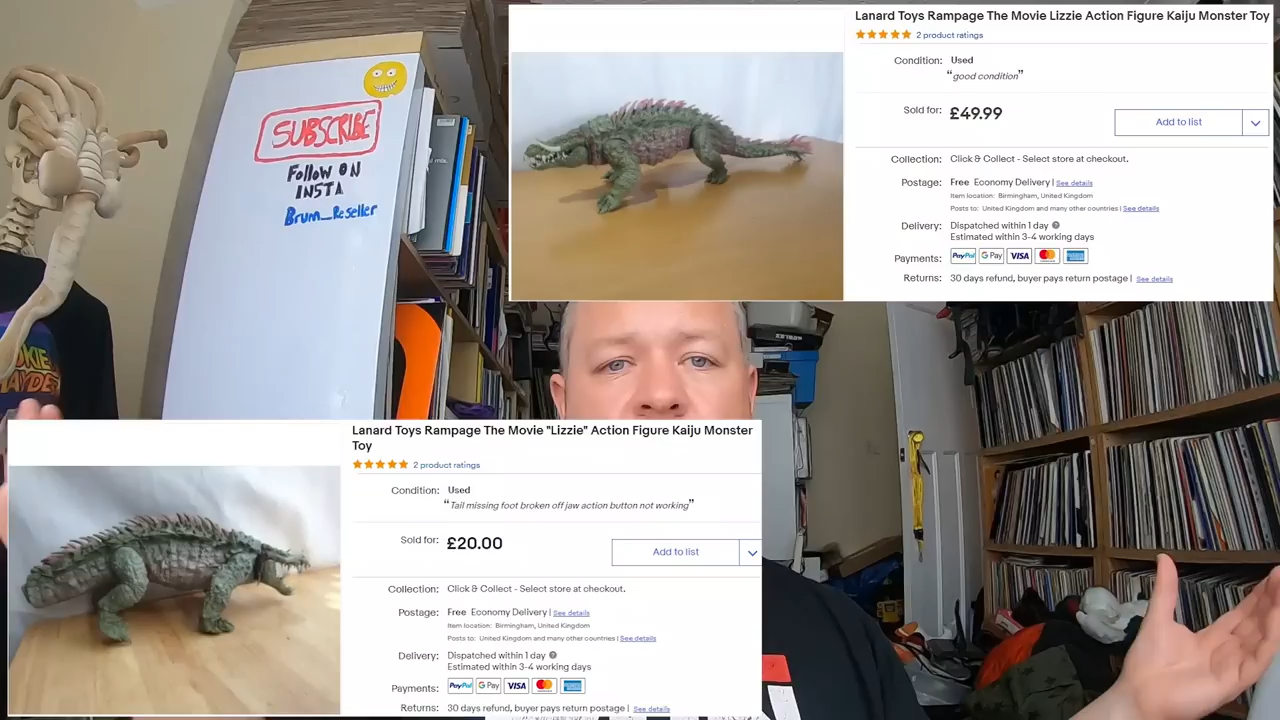 SUBSCRIBE
Follow ON
INSTA
Brum_Reseller
mix.
Lanard Toys Rampage The Movie Lizzie Action Figure Kaiju Monster Toy
2 product ratings
Condition: Used
“good condition”
Sold for: £49.99
Add to list
Collection: Click & Collect - Select store at checkout.
Postage: Free Economy Delivery | See details
Item location: Birmingham, United Kingdom
Posts to: United Kingdom and many other countries | See details
Delivery: Dispatched within 1 day
Estimated within 3-4 working days
Payments: PayPal G Pay VISA
Returns: 30 days refund, buyer pays return postage | See details
Lanard Toys Rampage The Movie "Lizzie" Action Figure Kaiju Monster
Toy
2 product ratings
Condition: Used
“Tail missing foot broken off jaw action button not working”
Sold for: £20.00
Add to list
Collection: Click & Collect - Select store at checkout.
Postage: Free Economy Delivery | See details
Item location: Birmingham, United Kingdom
Posts to: United Kingdom and many other countries | See details
Delivery: Dispatched within 1 day
Estimated within 3-4 working days
Payments: PayPal G Pay VISA
Returns: 30 days refund, buyer pays return postage | See details